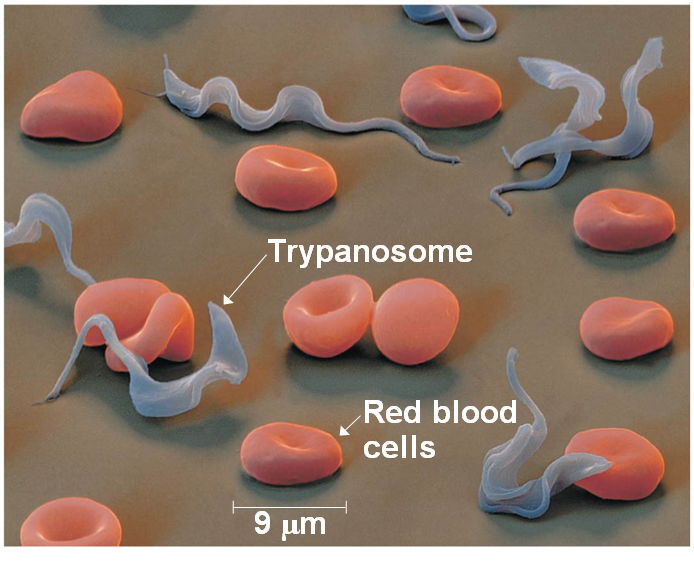 Trypanosome
Red blood
cells
9 μm